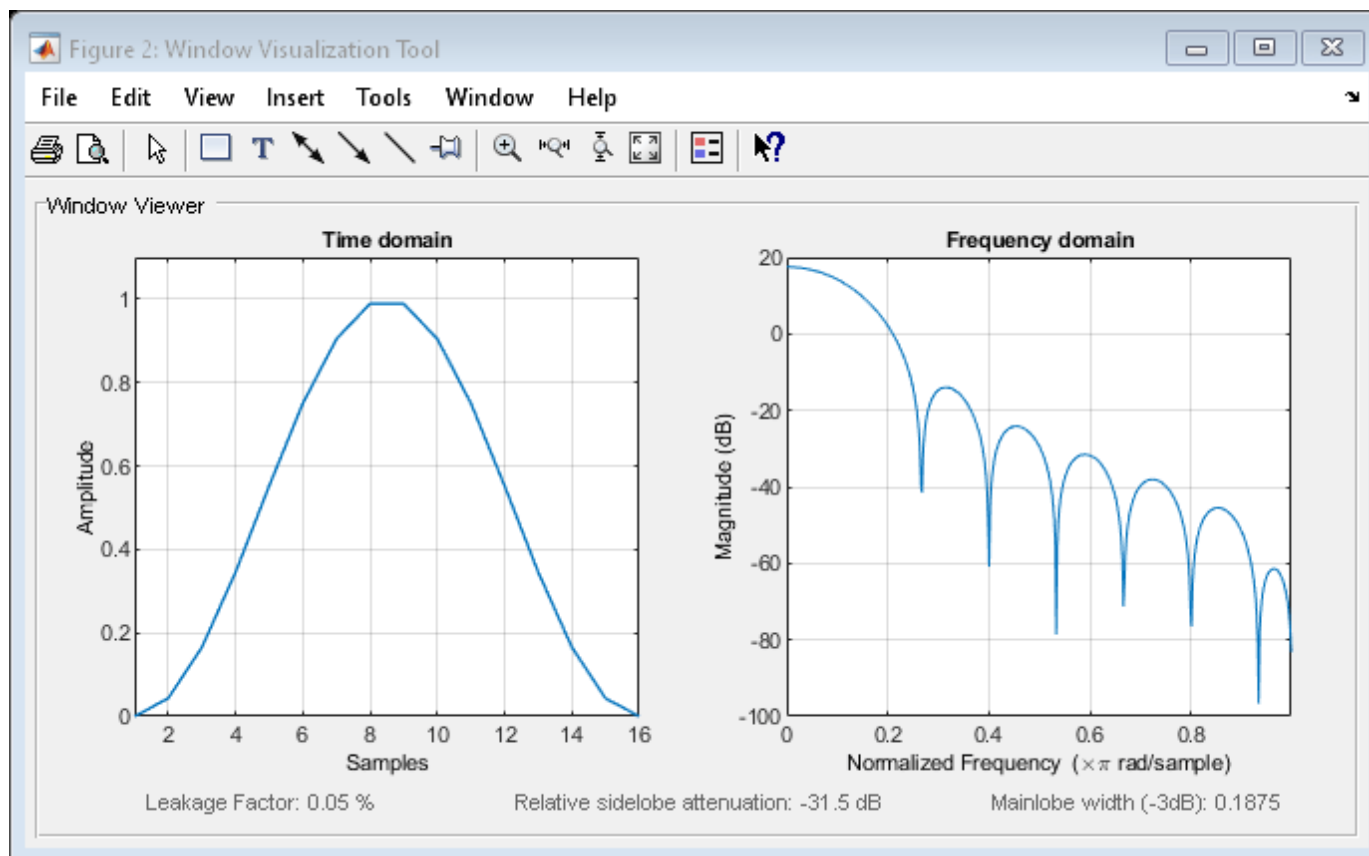 Figure 2: Window Visualization Tool
File Edit View Insert Tools Window Help
T
?
Window Viewer
Time domain
1
0.8
0.6
0.4
0.2
0
Amplitude
2 4 6 8 10 12 14 16
Samples
Frequency domain
20
0
-20
-40
-60
-80
-100
Magnitude (dB)
0 0.2 0.4 0.6 0.8
Normalized Frequency (×π rad/sample)
Leakage Factor: 0.05 %
Relative sidelobe attenuation: -31.5 dB
Mainlobe width (-3dB): 0.1875